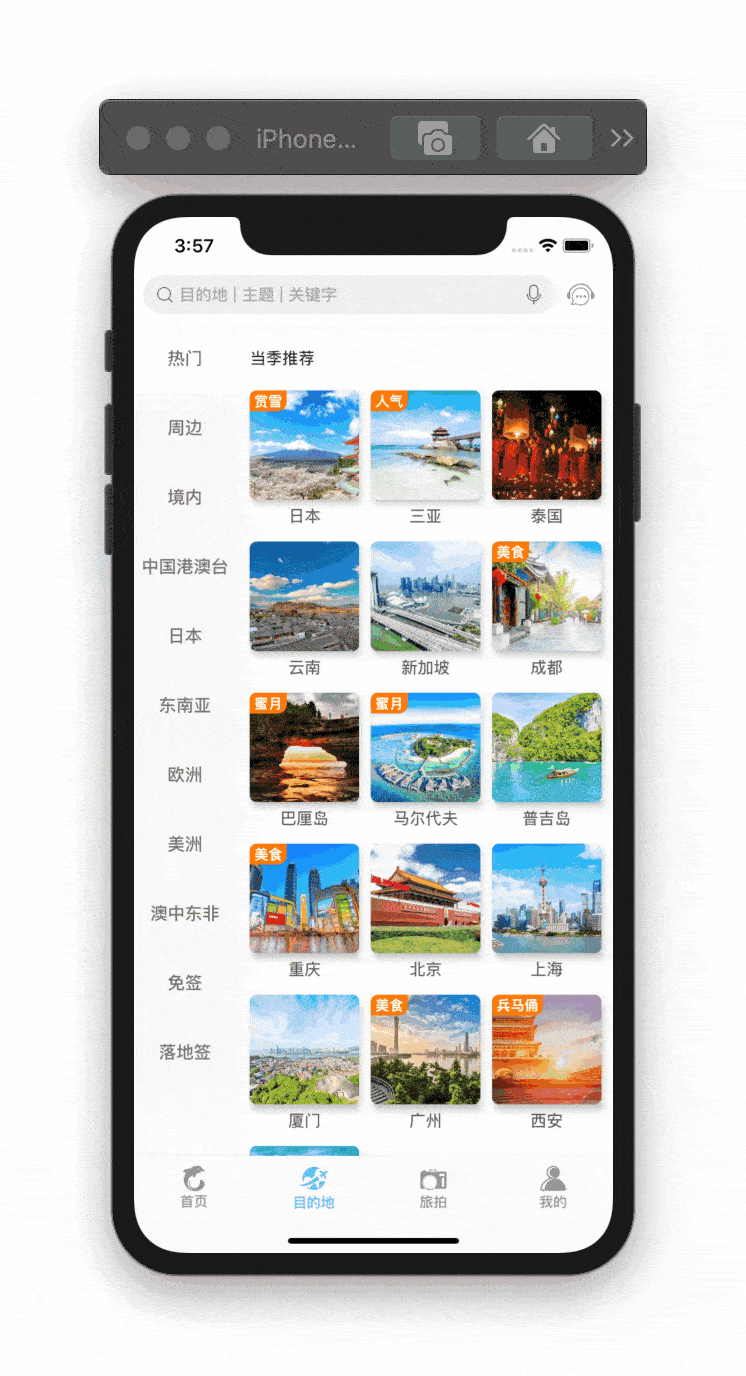 iPhone...
3:57
目的地 | 主题 | 关键字
热门
周边
境内
中国港澳台
日本
东南亚
欧洲
美洲
澳中东非
免签
落地签
当季推荐
赏雪
人气
日本
三亚
泰国
美食
云南
新加坡
成都
蜜月
蜜月
巴厘岛
马尔代夫
普吉岛
美食
重庆
北京
上海
美食
兵马俑
厦门
广州
西安
首页
目的地
旅拍
我的